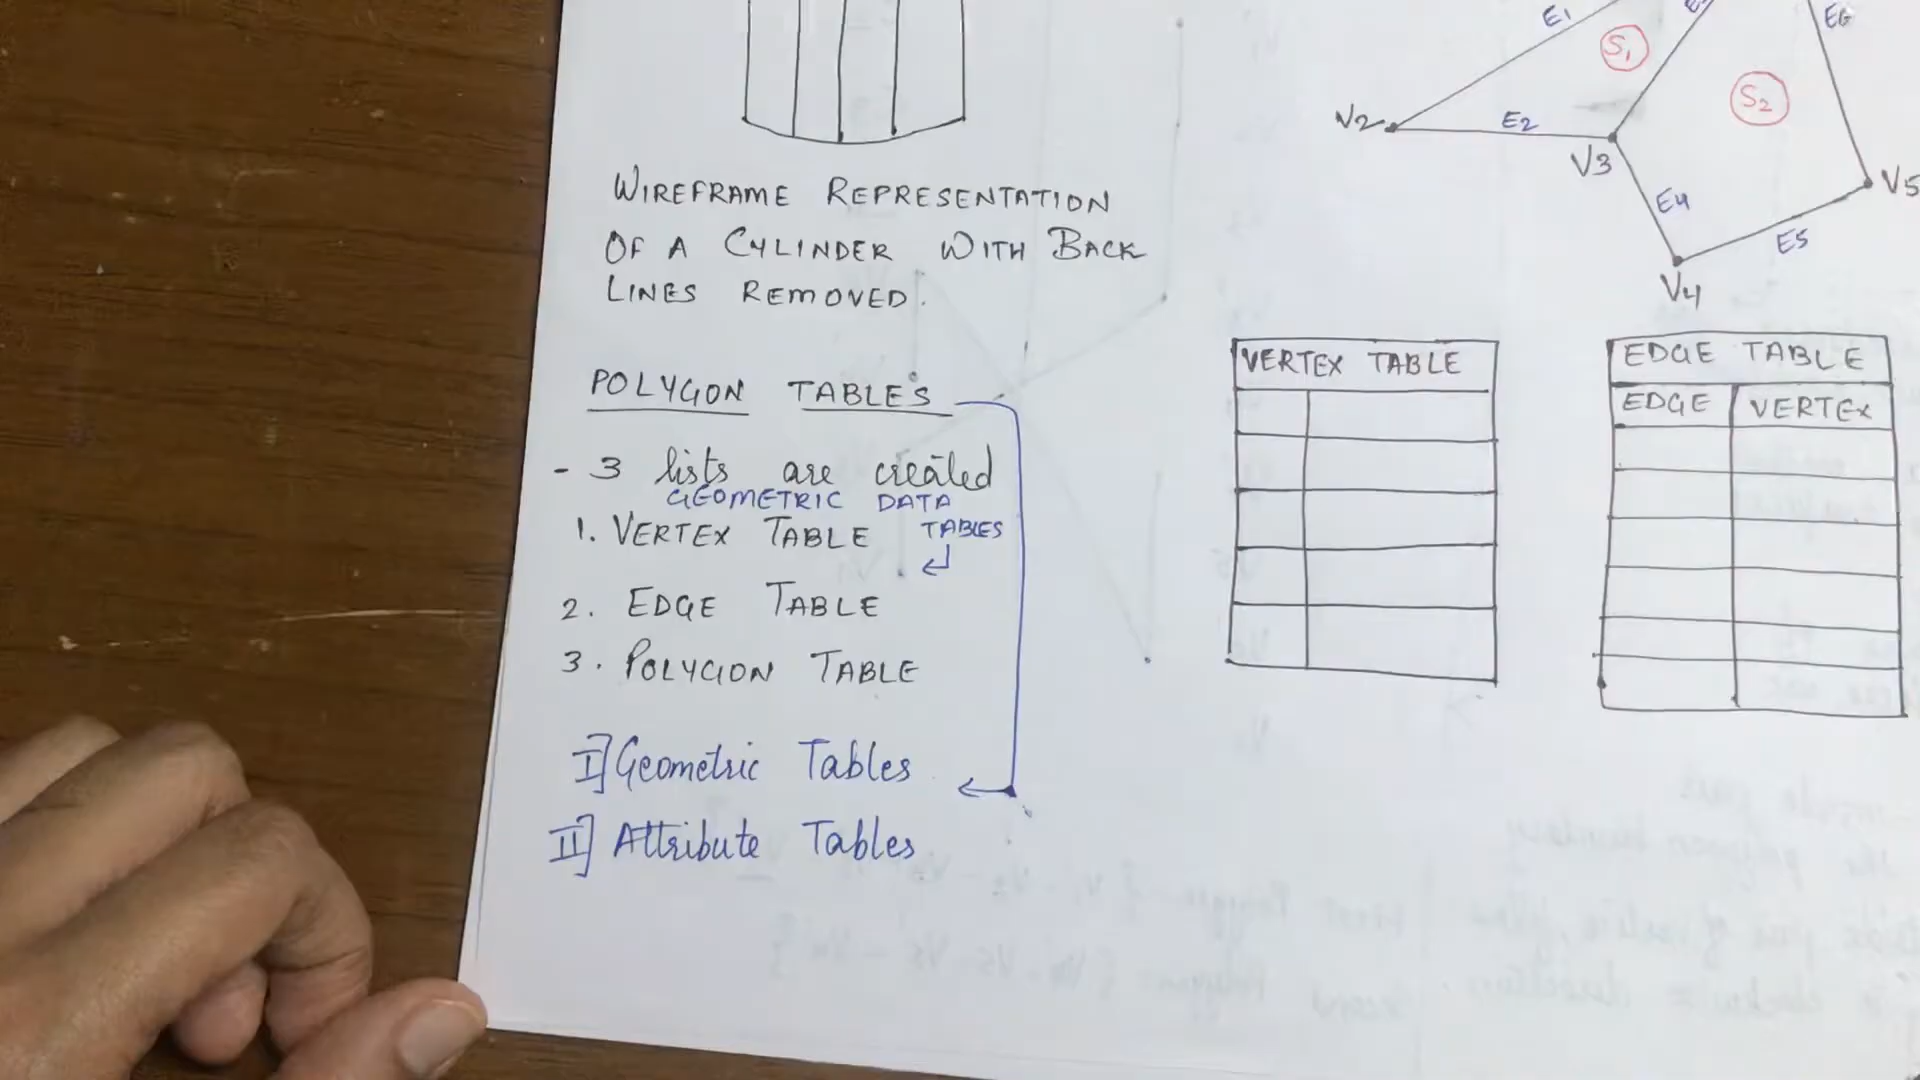 WIREFRAME REPRESENTATION
OF A CYLINDER WITH BACK
LINES REMOVED.
POLYGON TABLES
- 3 lists are created
GEOMETRIC DATA
TABLES
1. VERTEX TABLE
2. EDGE TABLE
3. POLYGON TABLE
I] Geometric Tables
II] Attribute Tables
E1
E6
S1
S2
V2
E2
V3
V5
E4
E5
V4
VERTEX TABLE
EDGE TABLE
EDGE VERTEX